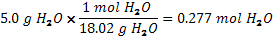 5.0 g H₂O × 1 mol H₂O / 18.02 g H₂O = 0.277 mol H₂O